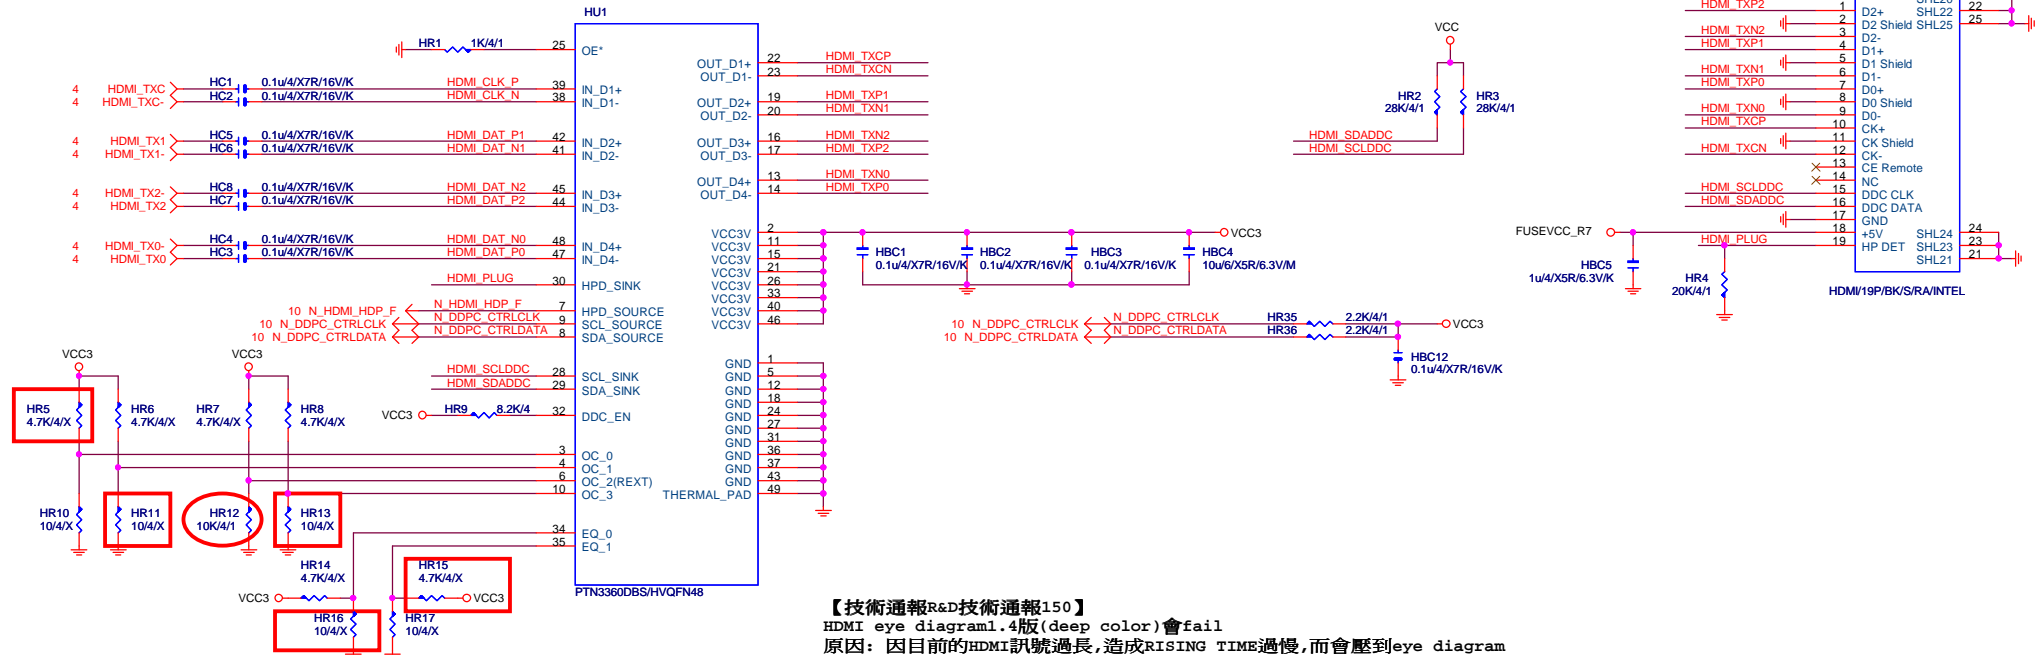 HU1
HR1 1K/4/1 25 OE*
4 HDMI_TXC HC1 0.1u/4/X7R/16V/K HDMI_CLK_P 39 IN_D1+
4 HDMI_TXC- HC2 0.1u/4/X7R/16V/K HDMI_CLK_N 38 IN_D1-
4 HDMI_TX1 HC5 0.1u/4/X7R/16V/K HDMI_DAT_P1 42 IN_D2+
4 HDMI_TX1- HC6 0.1u/4/X7R/16V/K HDMI_DAT_N1 41 IN_D2-
4 HDMI_TX2- HC8 0.1u/4/X7R/16V/K HDMI_DAT_N2 45 IN_D3+
4 HDMI_TX2 HC7 0.1u/4/X7R/16V/K HDMI_DAT_P2 44 IN_D3-
4 HDMI_TX0- HC4 0.1u/4/X7R/16V/K HDMI_DAT_N0 48 IN_D4+
4 HDMI_TX0 HC3 0.1u/4/X7R/16V/K HDMI_DAT_P0 47 IN_D4-
HDMI_PLUG 30 HPD_SINK
10 N_HDMI_HDP_F N_HDMI_HDP_F 7 HPD_SOURCE
10 N_DDPC_CTRLCLK N_DDPC_CTRLCLK 9 SCL_SOURCE
10 N_DDPC_CTRLDATA N_DDPC_CTRLDATA 8 SDA_SOURCE
HDMI_SCLDDC 28 SCL_SINK
HDMI_SDADDC 29 SDA_SINK
VCC3 HR9 8.2K/4 32 DDC_EN
VCC3 VCC3
HR5 HR6 HR7 HR8
4.7K/4/X 4.7K/4/X 4.7K/4/X 4.7K/4/X
3 OC_0
4 OC_1
6 OC_2(REXT)
10 OC_3
HR10 HR11 HR12 HR13
10/4/X 10/4/X 10K/4/1 10/4/X
34 EQ_0
35 EQ_1
HR14 HR15
4.7K/4/X 4.7K/4/X
VCC3 VCC3
HR16 HR17
10/4/X 10/4/X
PTN3360DBS/HVQFN48
OUT_D1+ 22 HDMI_TXCP
OUT_D1- 23 HDMI_TXCN
OUT_D2+ 19 HDMI_TXP1
OUT_D2- 20 HDMI_TXN1
OUT_D3+ 16 HDMI_TXN2
OUT_D3- 17 HDMI_TXP2
OUT_D4+ 13 HDMI_TXN0
OUT_D4- 14 HDMI_TXP0
VCC3V 2
VCC3V 11
VCC3V 15
VCC3V 21
VCC3V 26
VCC3V 33
VCC3V 40
VCC3V 46
GND 1
GND 5
GND 12
GND 18
GND 24
GND 27
GND 31
GND 36
GND 37
GND 43
THERMAL_PAD 49
VCC3
HBC1 HBC2 HBC3 HBC4
0.1u/4/X7R/16V/K 0.1u/4/X7R/16V/K 0.1u/4/X7R/16V/K 10u/6/X5R/6.3V/M
VCC
HR2 HR3
28K/4/1 28K/4/1
HDMI_SDADDC
HDMI_SCLDDC
10 N_DDPC_CTRLCLK N_DDPC_CTRLCLK HR35 2.2K/4/1 VCC3
10 N_DDPC_CTRLDATA N_DDPC_CTRLDATA HR36 2.2K/4/1
HBC12
0.1u/4/X7R/16V/K
HDMI_TXP2 1 D2+ SHL22 22
2 D2 Shield SHL25 25
HDMI_TXN2 3 D2-
HDMI_TXP1 4 D1+
5 D1 Shield
HDMI_TXN1 6 D1-
HDMI_TXP0 7 D0+
8 D0 Shield
HDMI_TXN0 9 D0-
HDMI_TXCP 10 CK+
11 CK Shield
HDMI_TXCN 12 CK-
13 CE Remote
14 NC
HDMI_SCLDDC 15 DDC CLK
HDMI_SDADDC 16 DDC DATA
17 GND
FUSEVCC_R7 18 +5V SHL24 24
HDMI_PLUG 19 HP DET SHL23 23
SHL21 21
HBC5
1u/4/X5R/6.3V/K
HR4
20K/4/1
HDMI/19P/BK/S/RA/INTEL
【技術通報R&D技術通報150】
HDMI eye diagram1.4版(deep color)會fail
原因: 因目前的HDMI訊號過長,造成RISING TIME過慢,而會壓到eye diagram